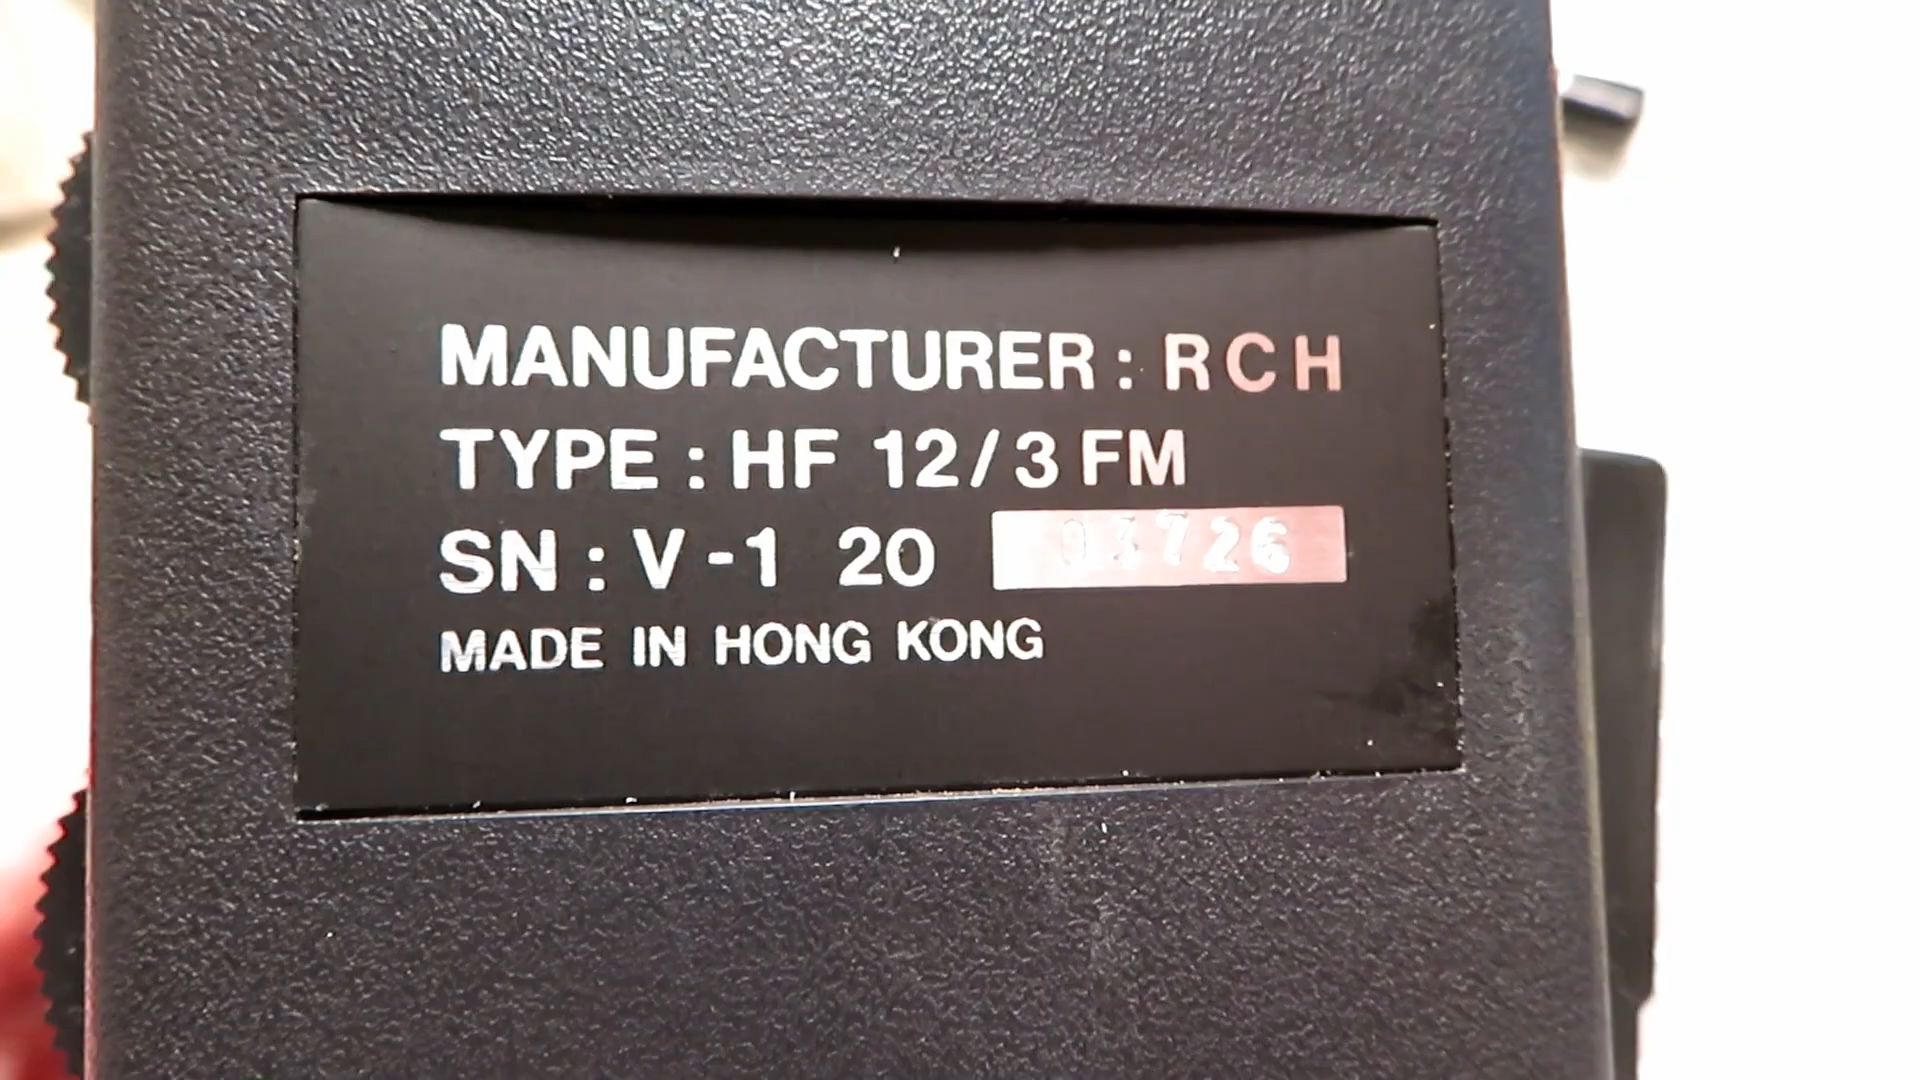 MANUFACTURER : RCH
TYPE : HF 12/3 FM
SN : V-1 20
MADE IN HONG KONG